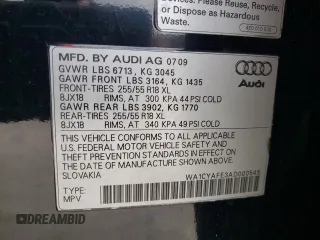 Please Reuse, Recycle,
or Dispose as Hazardous
Waste.
MFD. BY AUDI AG 07 09
GVWR LBS 6713, KG 3045
GAWR FRONT LBS 3164, KG 1435
FRONT-TIRES 255/55 R18 XL
8JX18 RIMS, AT 300 KPA 44 PSI COLD
GAWR REAR LBS 3902, KG 1770
REAR-TIRES 255/55 R18 XL
8JX18 RIMS, AT 340 KPA 49 PSI COLD
THIS VEHICLE CONFORMS TO ALL APPLICABLE
U.S. FEDERAL MOTOR VEHICLE SAFETY AND
THEFT PREVENTION STANDARDS IN EFFECT ON THE
DATE OF MANUFACTURE SHOWN ABOVE.
SLOVAKIA
TYPE:
MPV
Audi
EPIC AMBID